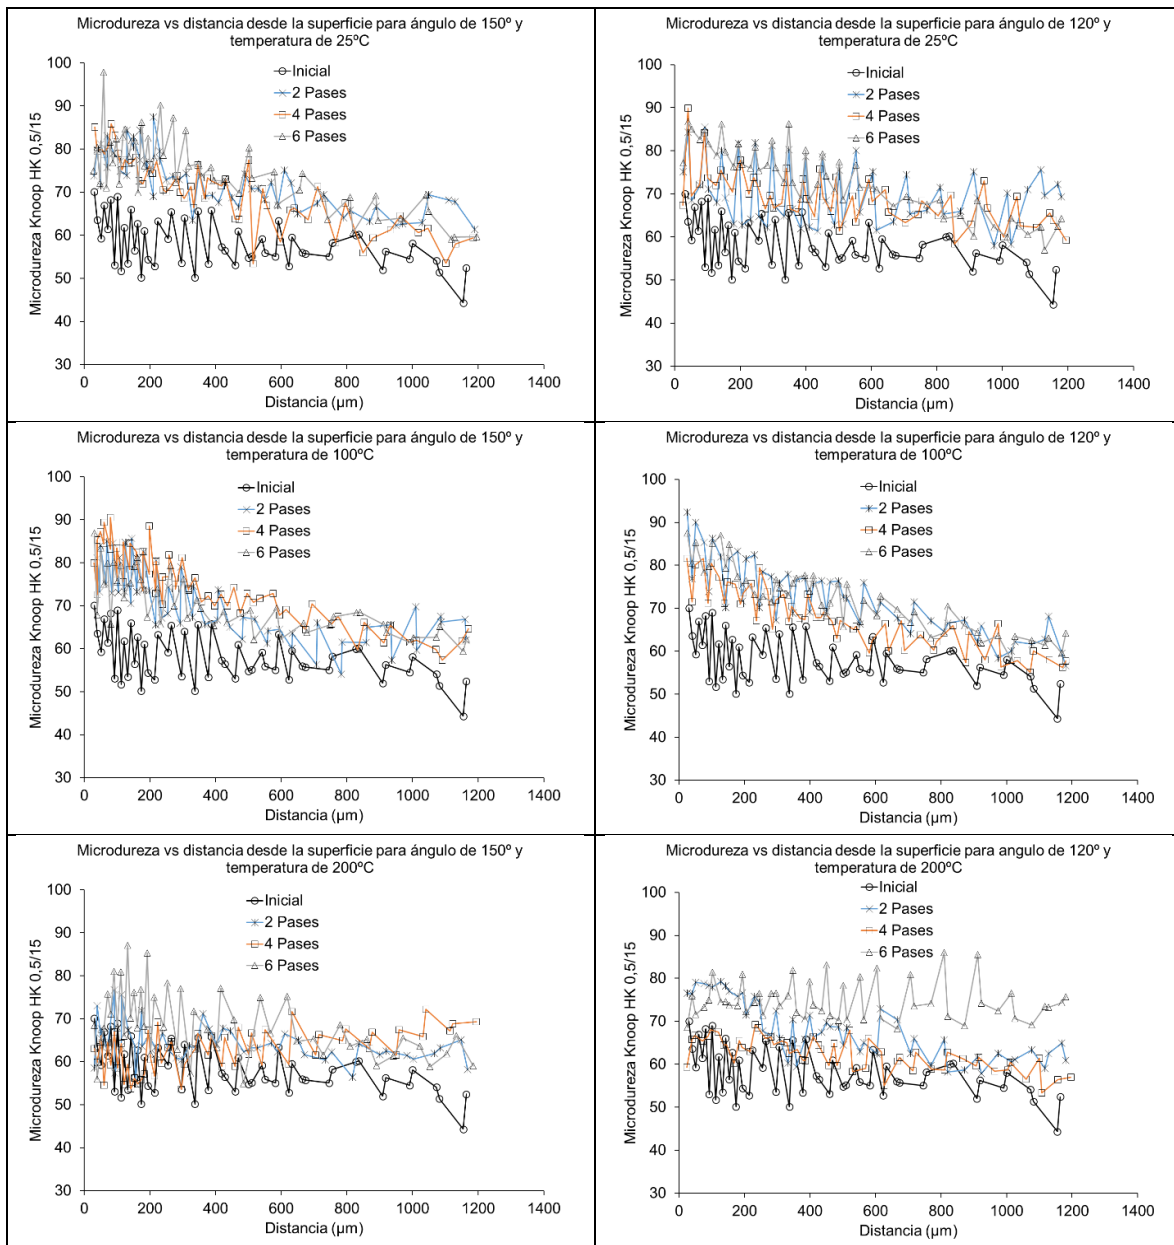 Microdureza vs distancia desde la superficie para ángulo de 150º y
temperatura de 25ºC
Microdureza Knoop HK 0,5/15
100
90
80
70
60
50
40
30
0 200 400 600 800 1000 1200 1400
Distancia (µm)
Inicial
2 Pases
4 Pases
6 Pases
Microdureza vs distancia desde la superficie para ángulo de 120º y
temperatura de 25ºC
Microdureza Knoop HK 0,5/15
100
90
80
70
60
50
40
30
0 200 400 600 800 1000 1200 1400
Distancia (µm)
Inicial
2 Pases
4 Pases
6 Pases
Microdureza vs distancia desde la superficie para ángulo de 150º y
temperatura de 100ºC
Microdureza Knoop HK 0,5/15
100
90
80
70
60
50
40
30
0 200 400 600 800 1000 1200 1400
Distancia (µm)
Inicial
2 Pases
4 Pases
6 Pases
Microdureza vs distancia desde la superficie para ángulo de 120º y
temperatura de 100ºC
Microdureza Knoop HK 0,5/15
100
90
80
70
60
50
40
30
0 200 400 600 800 1000 1200 1400
Distancia (µm)
Inicial
2 Pases
4 Pases
6 Pases
Microdureza vs distancia desde la superficie para ángulo de 150º y
temperatura de 200ºC
Microdureza Knoop HK 0,5/15
100
90
80
70
60
50
40
30
0 200 400 600 800 1000 1200 1400
Distancia (µm)
Inicial
2 Pases
4 Pases
6 Pases
Microdureza vs distancia desde la superficie para angulo de 120º y
temperatura de 200ºC
Microdureza Knoop HK 0,5/15
100
90
80
70
60
50
40
30
0 200 400 600 800 1000 1200 1400
Distancia (µm)
Inicial
2 Pases
4 Pases
6 Pases